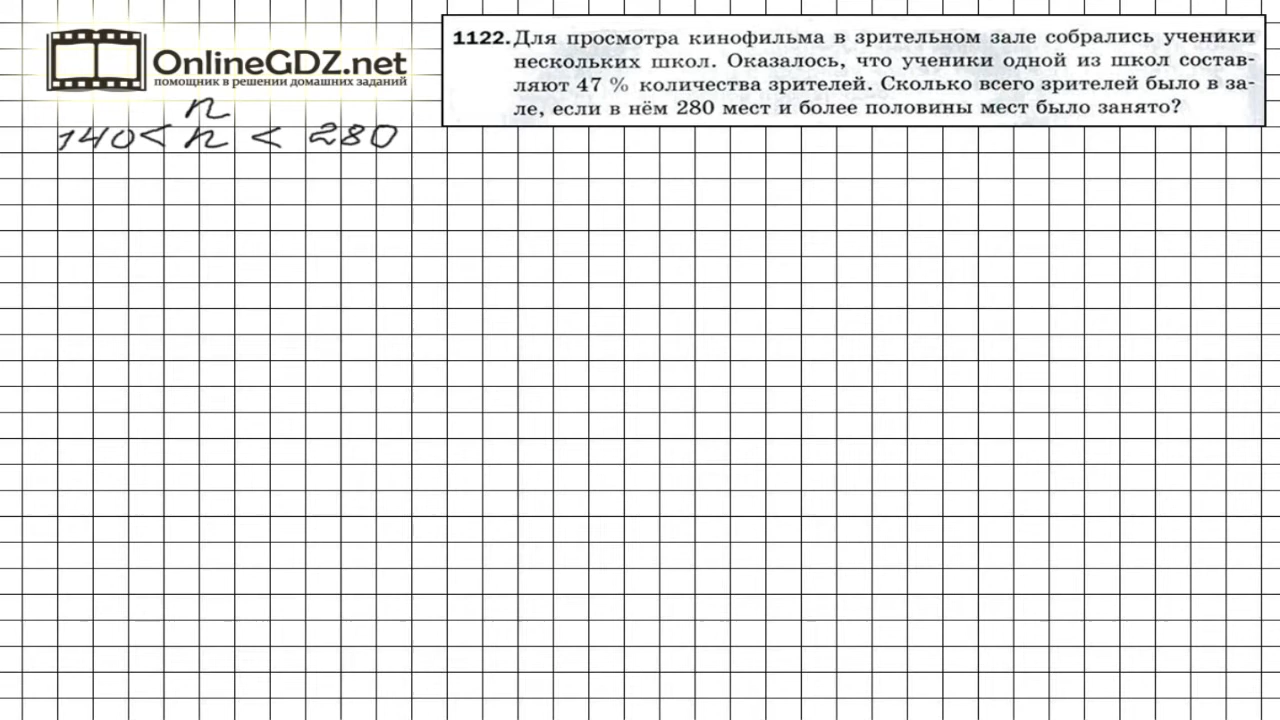 OnlineGDZ.net
помощник в решении домашних заданий
1122. Для просмотра кинофильма в зрительном зале собрались ученики
нескольких школ. Оказалось, что ученики одной из школ состав-
ляют 47 % количества зрителей. Сколько всего зрителей было в за-
ле, если в нём 280 мест и более половины мест было занято?
n
140 < n < 280